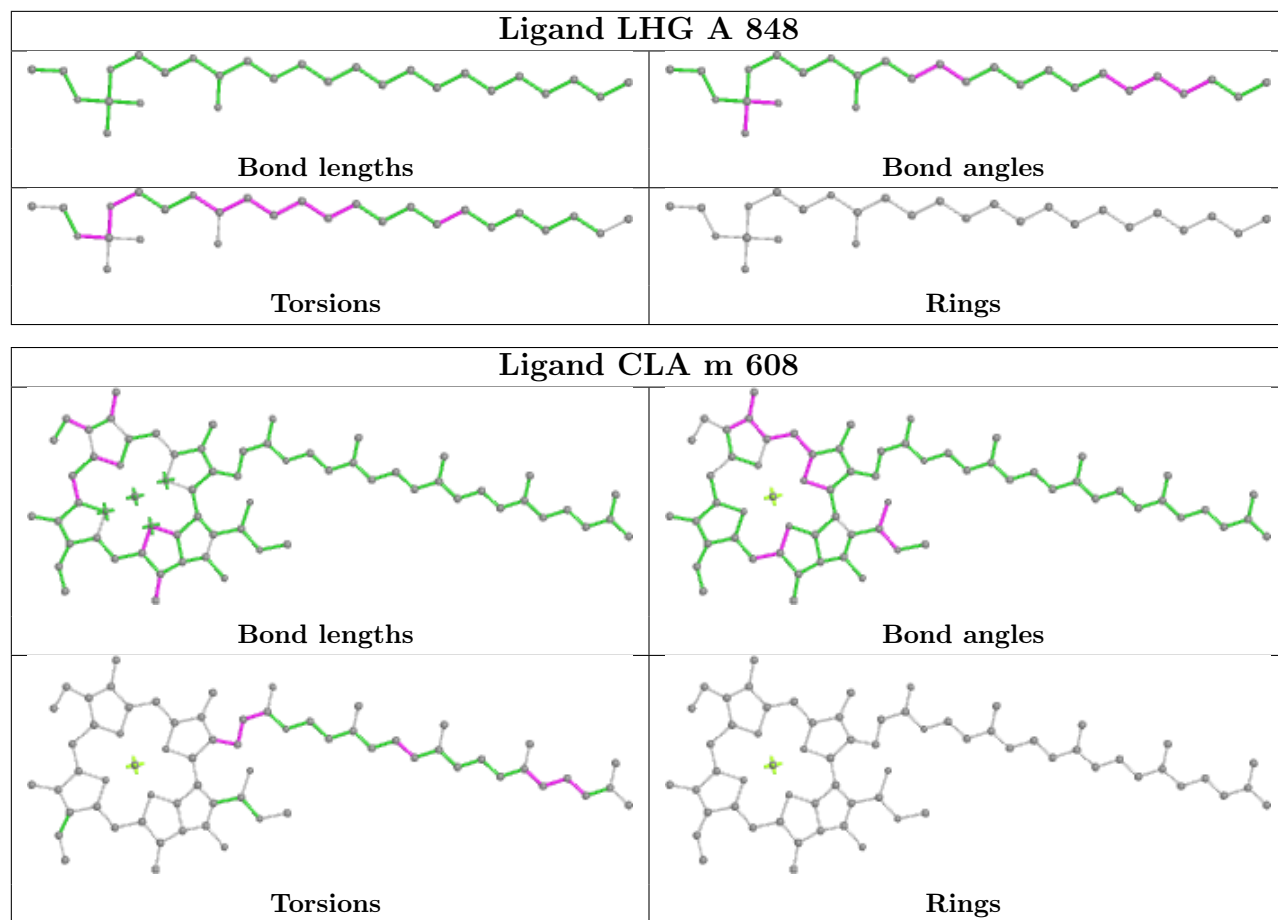 Ligand LHG A 848
Bond lengths
Bond angles
Torsions
Rings
Ligand CLA m 608
Bond lengths
Bond angles
Torsions
Rings